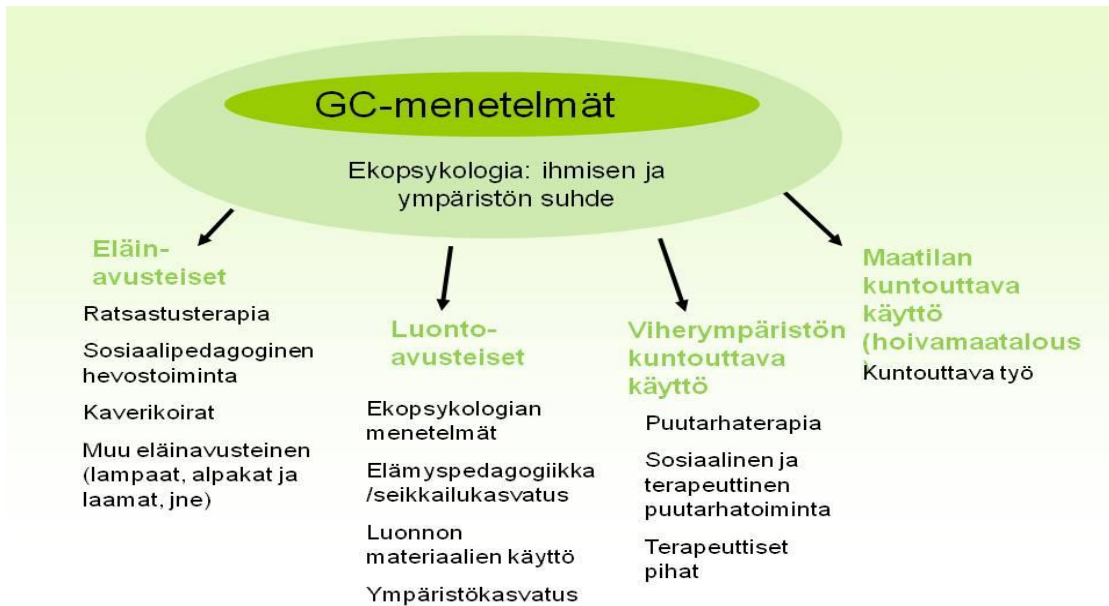 GC-menetelmät
Ekopsykologia: ihmisen ja
ympäristön suhde
Eläin-
avusteiset
Ratsastusterapia
Sosiaalipedagoginen
hevostoiminta
Kaverikoirat
Muu eläinavusteinen
(lampaat, alpakat ja
laamat, jne)
Luonto-
avusteiset
Ekopsykologian
menetelmät
Elämyspedagogiikka
/seikkailukasvatus
Luonnon
materiaalien käyttö
Ympäristökasvatus
Viherympäristön
kuntouttava
käyttö
Puutarhaterapia
Sosiaalinen ja
terapeuttinen
puutarhatoiminta
Terapeuttiset
pihat
Maatilan
kuntouttava
käyttö
(hoivamaatalous
)
Kuntouttava työ